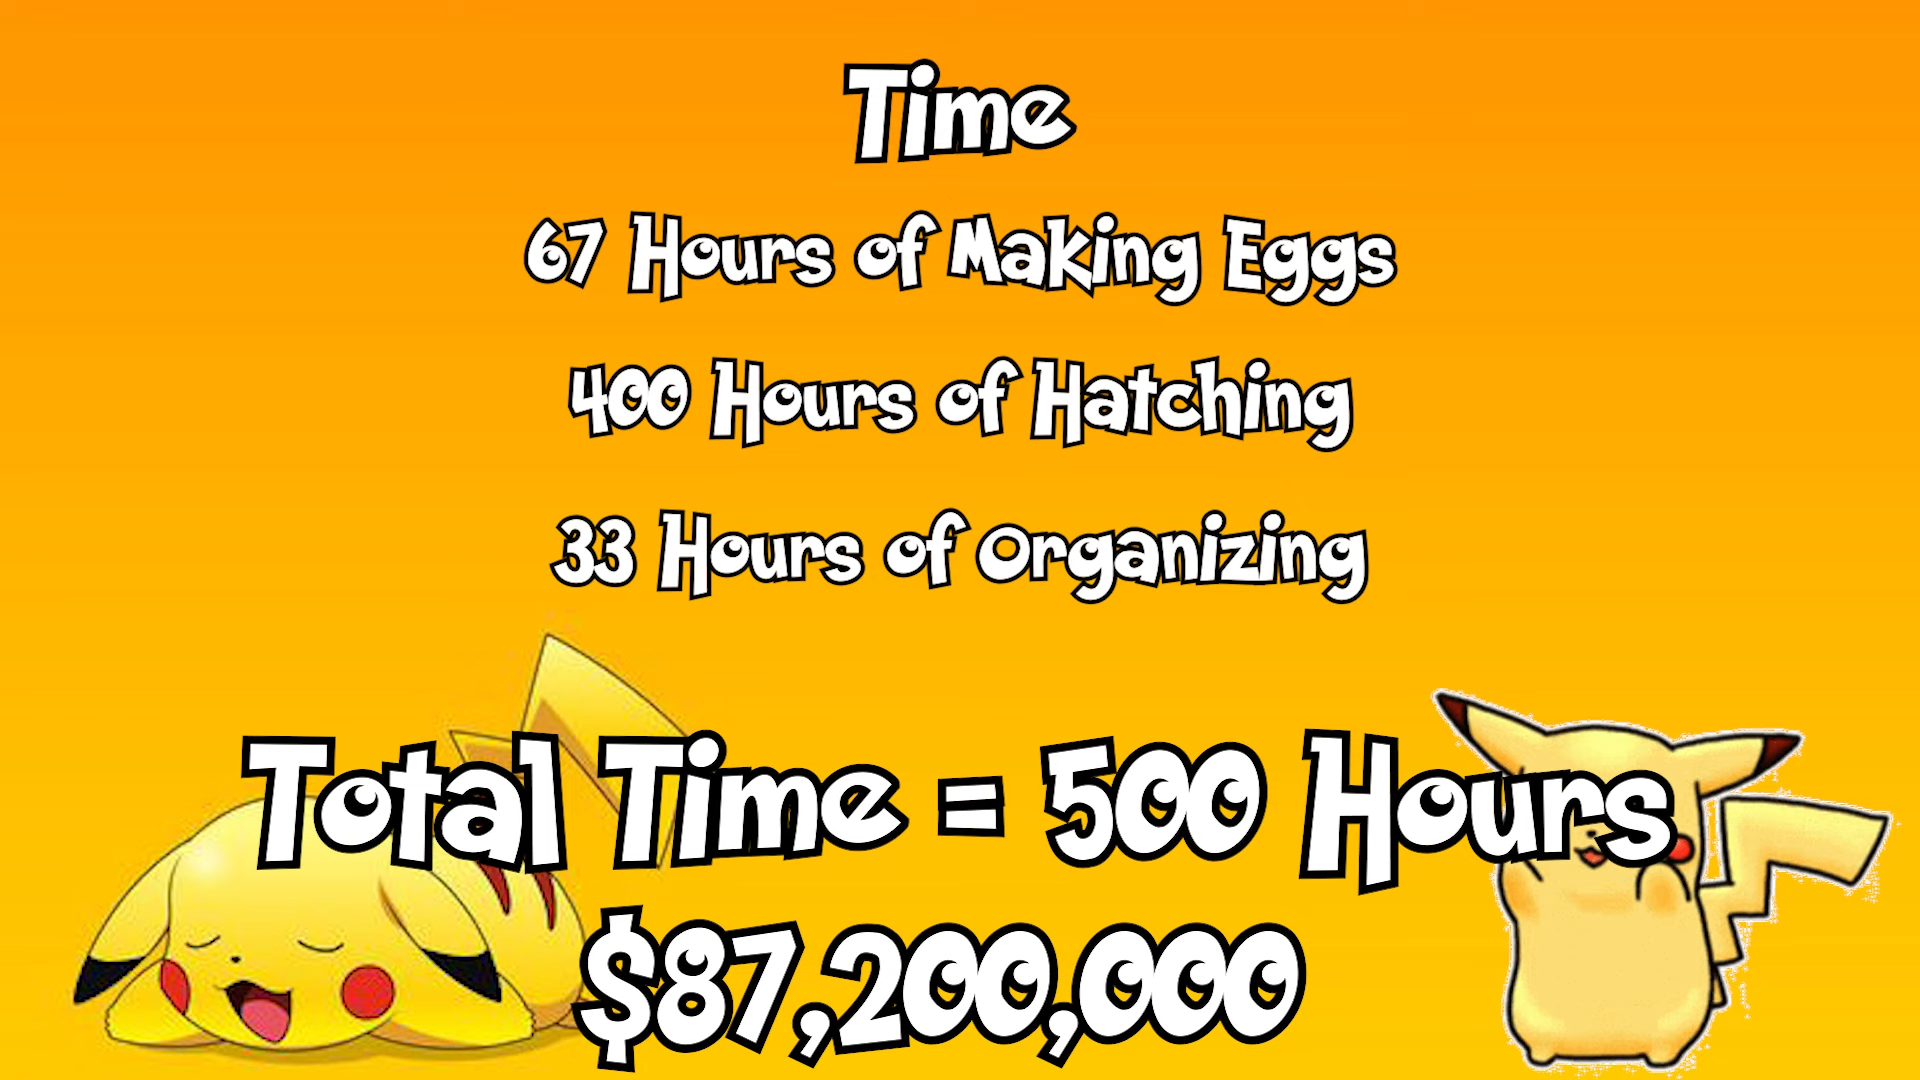 Time
67 Hours of Making Eggs
400 Hours of Hatching
33 Hours of Organizing
Total Time = 500 Hours
$87,200,000